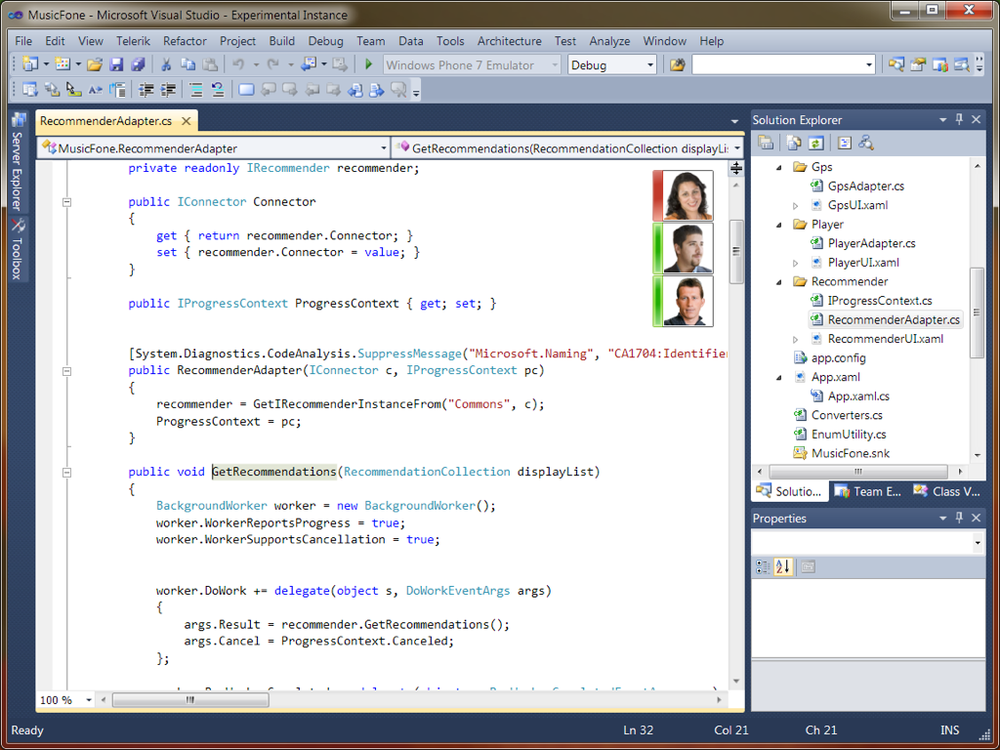 MusicFone - Microsoft Visual Studio - Experimental Instance
File Edit View Telerik Refactor Project Build Debug Team Data Tools Architecture Test Analyze Window Help
Windows Phone 7 Emulator Debug
Server Explorer
Toolbox
RecommenderAdapter.cs
MusicFone.RecommenderAdapter
GetRecommendations(RecommendationCollection displayLi
private readonly IRecommender recommender;
public IConnector Connector
{
get { return recommender.Connector; }
set { recommender.Connector = value; }
}
public IProgressContext ProgressContext { get; set; }
[System.Diagnostics.CodeAnalysis.SuppressMessage("Microsoft.Naming", "CA1704:Identifier
public RecommenderAdapter(IConnector c, IProgressContext pc)
{
recommender = GetIRecommenderInstanceFrom("Commons", c);
ProgressContext = pc;
}
public void GetRecommendations(RecommendationCollection displayList)
{
BackgroundWorker worker = new BackgroundWorker();
worker.WorkerReportsProgress = true;
worker.WorkerSupportsCancellation = true;
worker.DoWork += delegate(object s, DoWorkEventArgs args)
{
args.Result = recommender.GetRecommendations();
args.Cancel = ProgressContext.Canceled;
};
100 %
Solution Explorer
Gps
GpsAdapter.cs
GpsUI.xaml
Player
PlayerAdapter.cs
PlayerUI.xaml
Recommender
IProgressContext.cs
RecommenderAdapter.cs
RecommenderUI.xaml
app.config
App.xaml
App.xaml.cs
Converters.cs
EnumUtility.cs
MusicFone.snk
Solutio... Team E... Class V...
Properties
Ready Ln 32 Col 21 Ch 21 INS